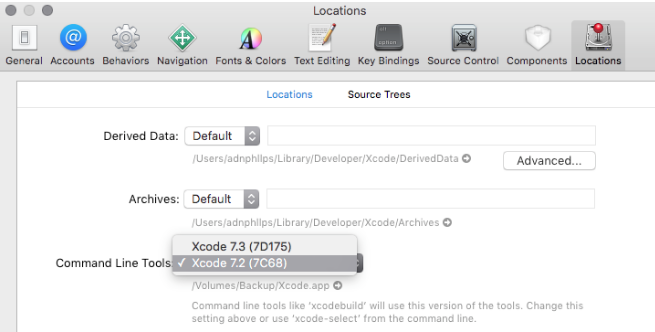 Locations
General Accounts Behaviors Navigation Fonts & Colors Text Editing Key Bindings Source Control Components Locations
Locations Source Trees
Derived Data: Default
/Users/adnphllps/Library/Developer/Xcode/DerivedData Advanced...
Archives: Default
/Users/adnphllps/Library/Developer/Xcode/Archives
Xcode 7.3 (7D175)
Command Line Tools: ✓ Xcode 7.2 (7C68)
/Volumes/Backup/Xcode.app
Command line tools like 'xcodebuild' will use this version of the tools. Change this
setting above or use 'xcode-select' from the command line.